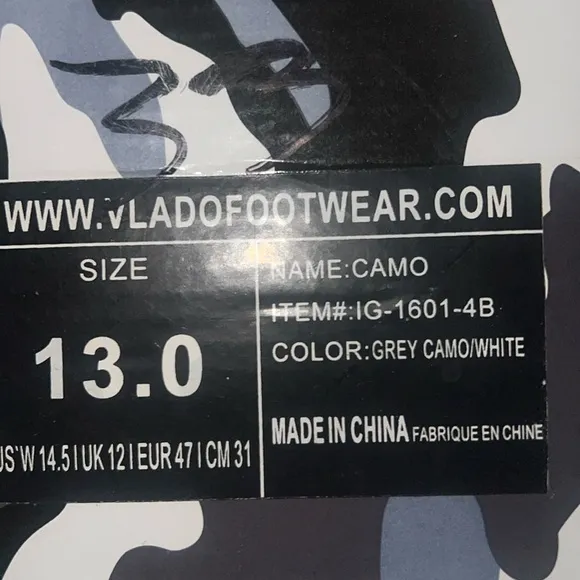 3B
WWW.VLADOFOOTWEAR.COM
SIZE
13.0
US'W 14.5 I UK 12 I EUR 47 I CM 31
NAME:CAMO
ITEM#:IG-1601-4B
COLOR:GREY CAMO/WHITE
MADE IN CHINA FABRIQUE EN CHINE